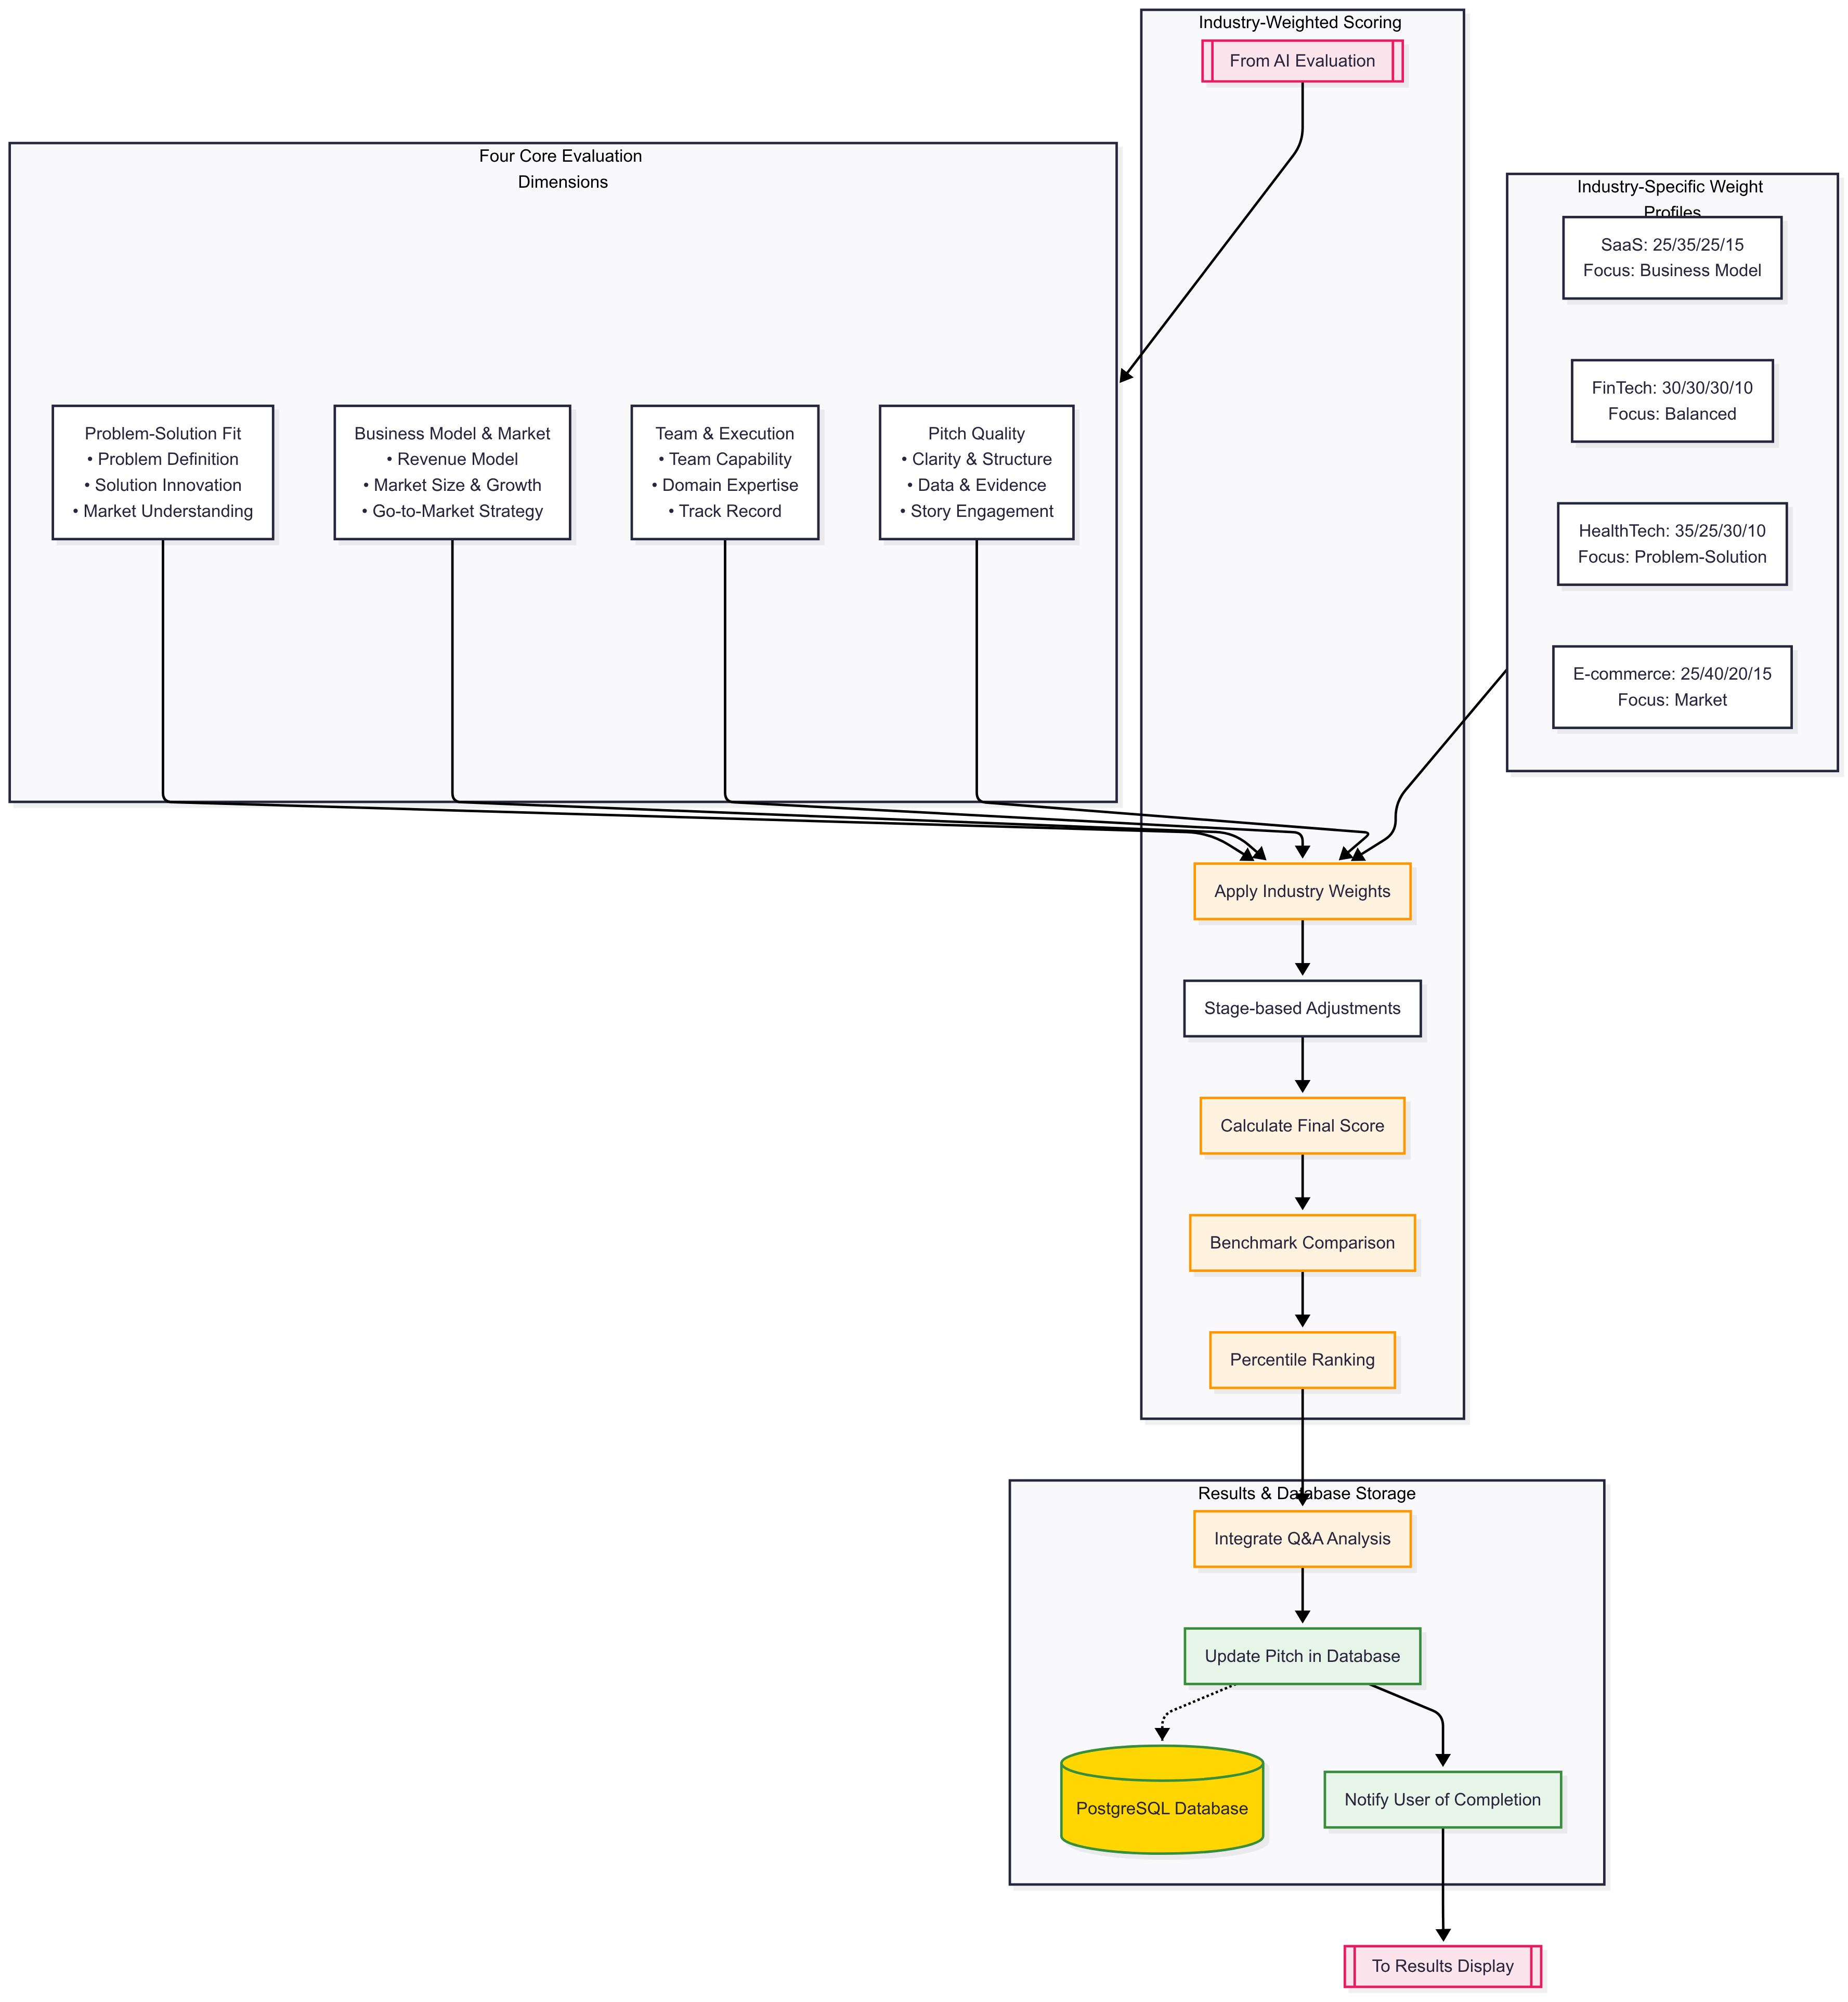 Industry-Weighted Scoring
From AI Evaluation
Four Core Evaluation
Dimensions
Problem-Solution Fit
• Problem Definition
• Solution Innovation
• Market Understanding
Business Model & Market
• Revenue Model
• Market Size & Growth
• Go-to-Market Strategy
Team & Execution
• Team Capability
• Domain Expertise
• Track Record
Pitch Quality
• Clarity & Structure
• Data & Evidence
• Story Engagement
Industry-Specific Weight
Profiles
SaaS: 25/35/25/15
Focus: Business Model
FinTech: 30/30/30/10
Focus: Balanced
HealthTech: 35/25/30/10
Focus: Problem-Solution
E-commerce: 25/40/20/15
Focus: Market
Apply Industry Weights
Stage-based Adjustments
Calculate Final Score
Benchmark Comparison
Percentile Ranking
Results & Database Storage
Integrate Q&A Analysis
Update Pitch in Database
PostgreSQL Database
Notify User of Completion
To Results Display